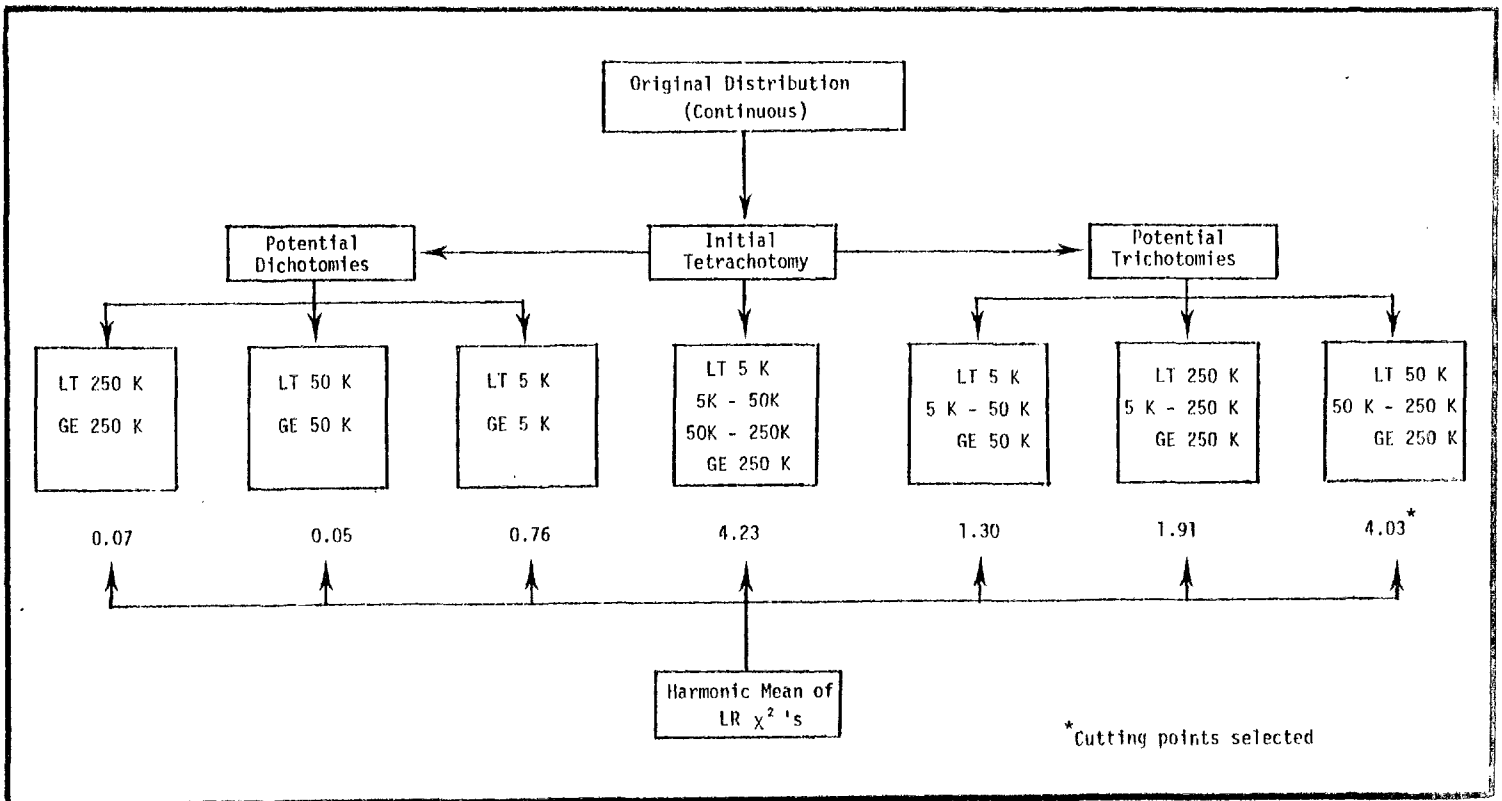 Original Distribution
(Continuous)
Potential
Dichotomies
Initial
Tetrachotomy
Potential
Trichotomies
LT 250 K
GE 250 K
LT 50 K
GE 50 K
LT 5 K
GE 5 K
LT 5 K
5K - 50K
50K - 250K
GE 250 K
LT 5 K
5 K - 50 K
GE 50 K
LT 250 K
5 K - 250 K
GE 250 K
LT 50 K
50 K - 250 K
GE 250 K
0.07
0.05
0.76
4.23
1.30
1.91
4.03*
Harmonic Mean of
LR χ² 's
*Cutting points selected